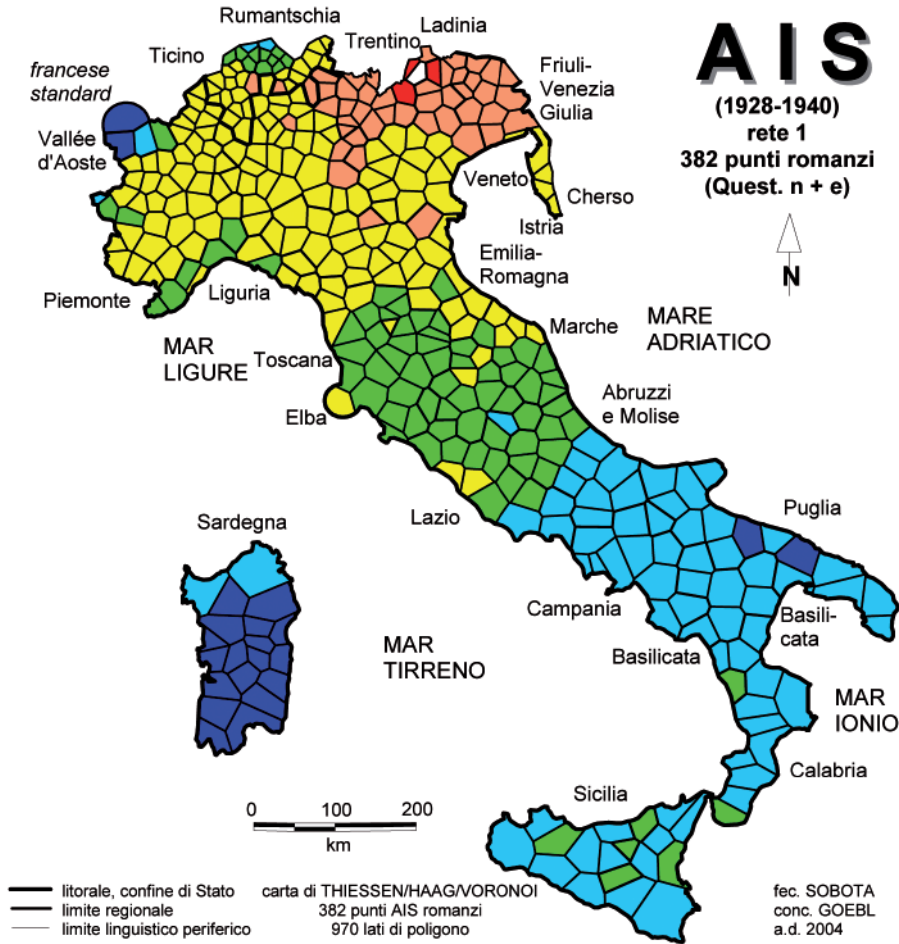 Rumantschia
Ladinia
Ticino
Trentino
francese
standard
Friuli-
Venezia
Giulia
Vallée
d'Aoste
AIS
(1928-1940)
rete 1
382 punti romanzi
(Quest. n + e)
N
Veneto
Cherso
Istria
Emilia-
Romagna
Piemonte
Liguria
Marche
MAR
LIGURE
MARE
ADRIATICO
Toscana
Elba
Abruzzi
e Molise
Lazio
Puglia
Sardegna
Campania
Basili-
cata
Basilicata
MAR
TIRRENO
MAR
IONIO
Calabria
Sicilia
0 100 200
km
litorale, confine di Stato
limite regionale
limite linguistico periferico
carta di THIESSEN/HAAG/VORONOI
382 punti AIS romanzi
970 lati di poligono
fec. SOBOTA
conc. GOEBL
a.d. 2004